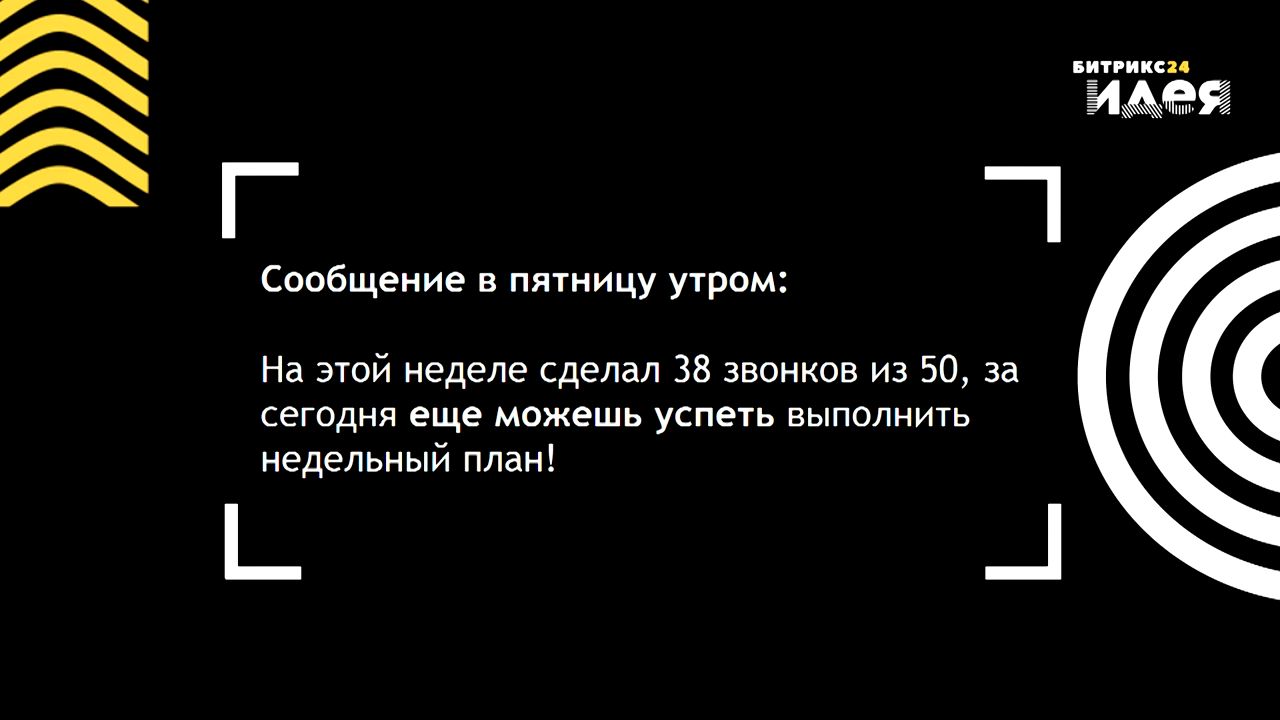 БИТРИКС24
идея
Сообщение в пятницу утром:
На этой неделе сделал 38 звонков из 50, за
сегодня еще можешь успеть выполнить
недельный план!